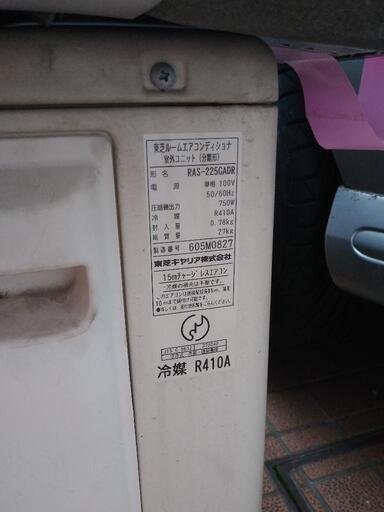 東芝ルームエアコンディショナ
室外ユニット (分離形)
形名 RAS-225GADR
電源 単相 100V
50/60Hz
圧縮機出力 750W
冷媒 R410A
封入量 0.78kg
総質量 27kg
製造番号 605M0827
東芝キヤリア株式会社
15mチャージレスエアコン
冷媒 R410A